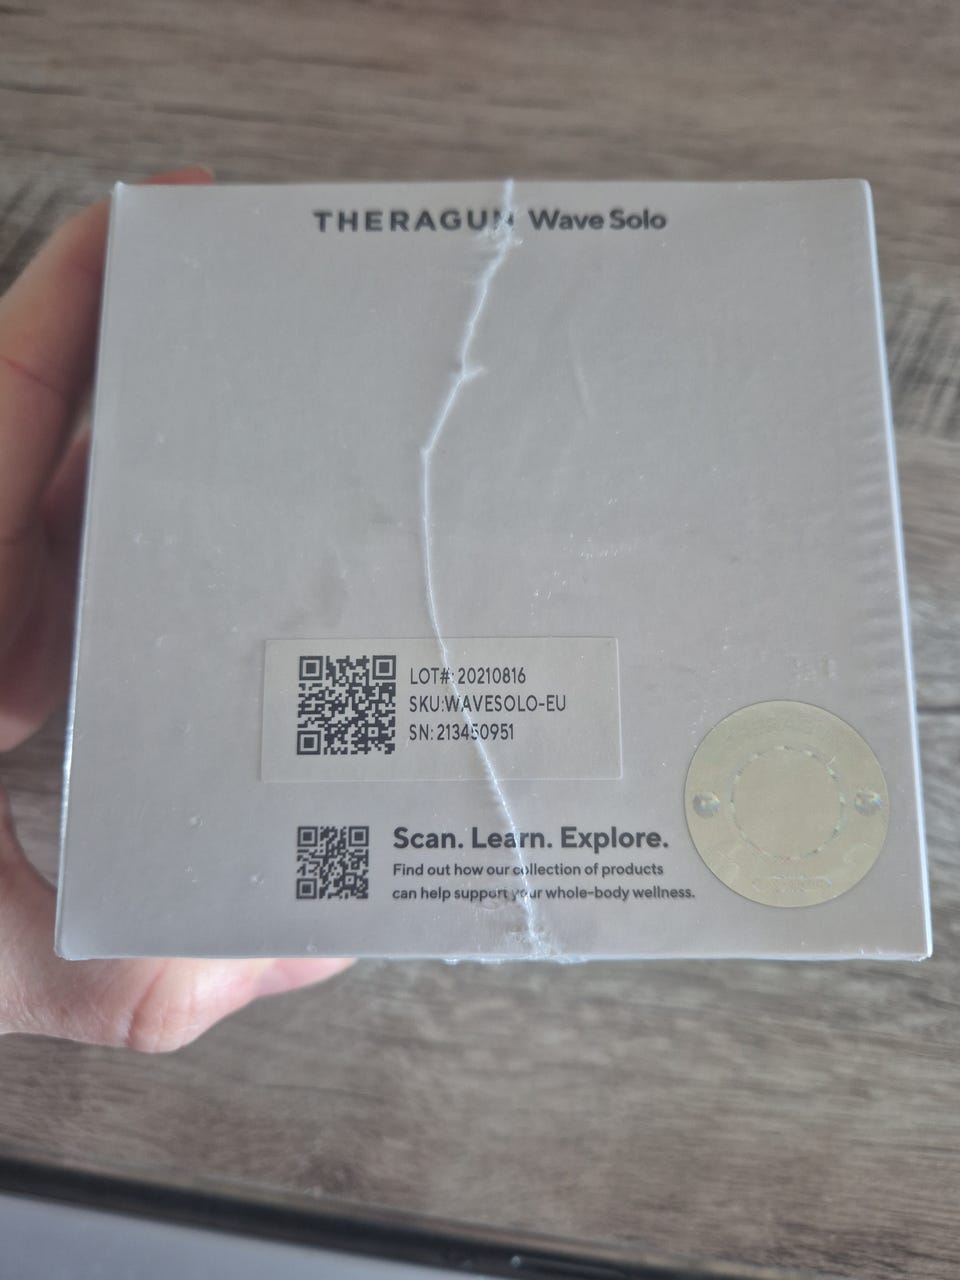 THERAGUN Wave Solo
LOT#: 20210816
SKU:WAVESOLO-EU
SN: 213450951
Scan. Learn. Explore.
Find out how our collection of products
can help support your whole-body wellness.